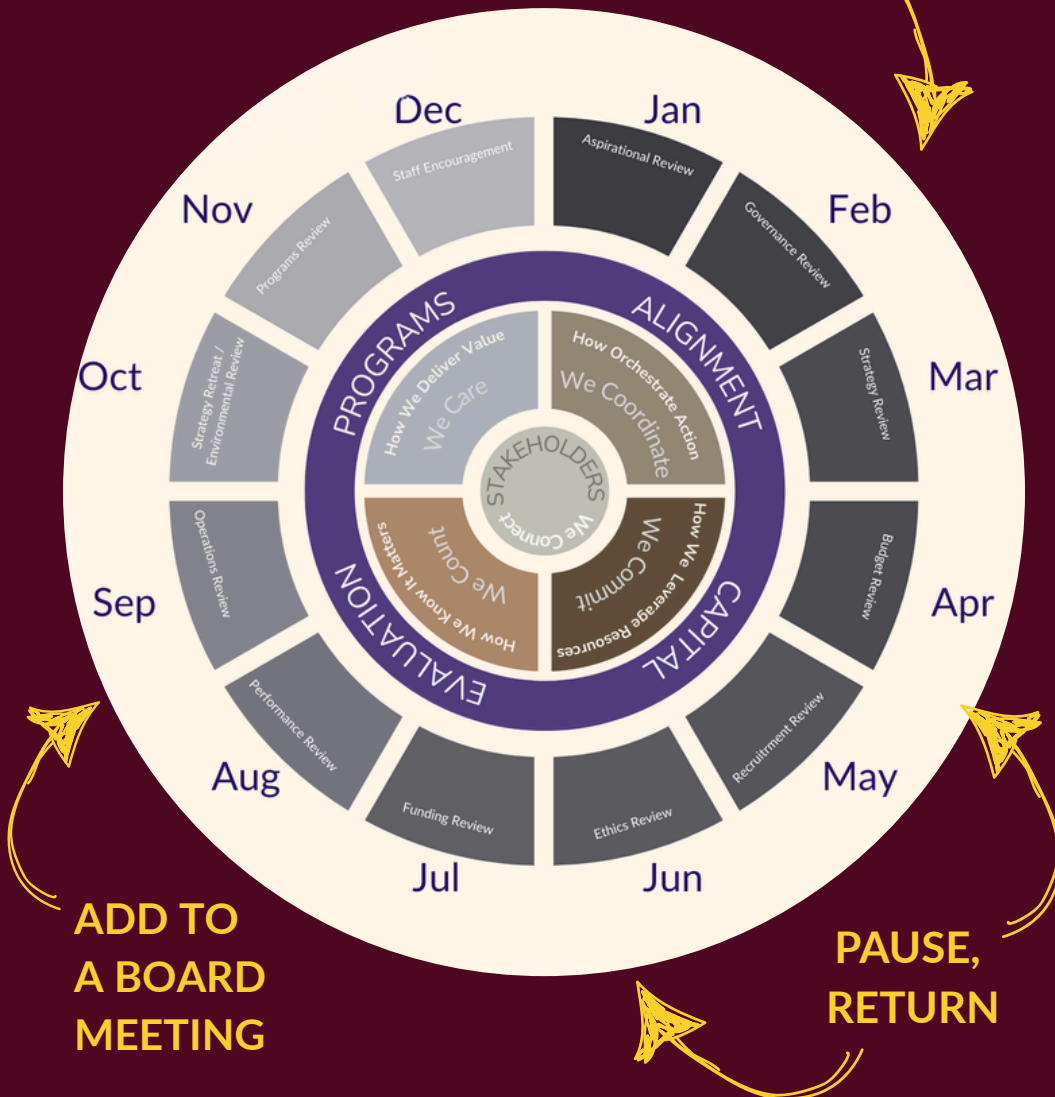 Jan
Aspirational Review
Feb
Governance Review
Mar
Strategy Review
Apr
Budget Review
May
Recruitrment Review
Jun
Ethics Review
Jul
Funding Review
Aug
Performance Review
Sep
Operations Review
Oct
Strategy Retreat /
Environmental Review
Nov
Programs Review
Dec
Staff Encouragement
PROGRAMS
ALIGNMENT
CAPITAL
EVALUATION
How We Deliver Value
We Care
How Orchestrate Action
We Coordinate
How We Leverage Resources
We Commit
How We Know It Matters
We Count
STAKEHOLDERS
We Connect
ADD TO
A BOARD
MEETING
PAUSE,
RETURN